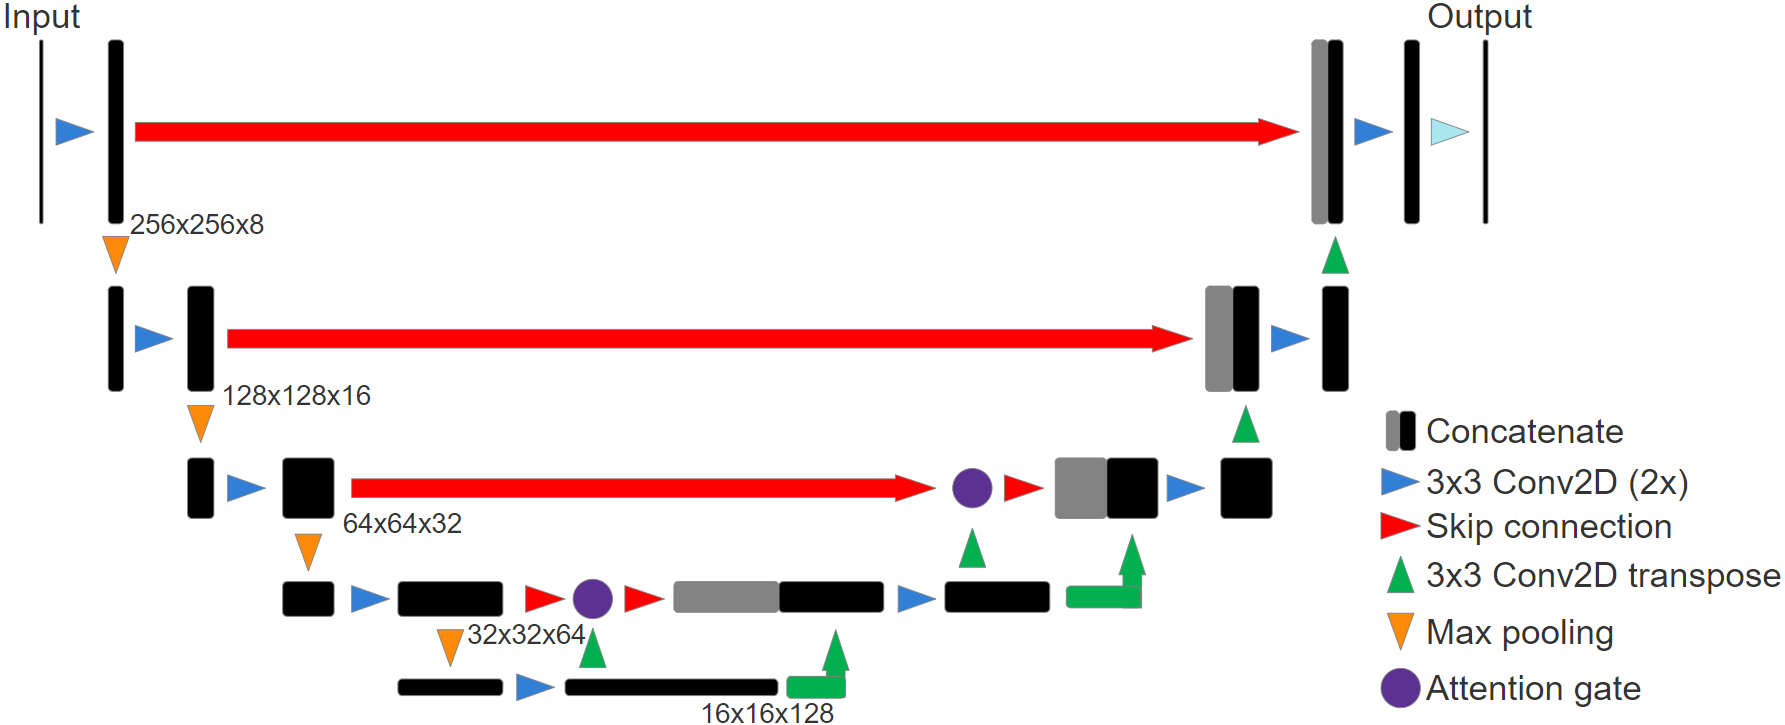 Input
Output
256x256x8
128x128x16
64x64x32
32x32x64
16x16x128
Concatenate
3x3 Conv2D (2x)
Skip connection
3x3 Conv2D transpose
Max pooling
Attention gate